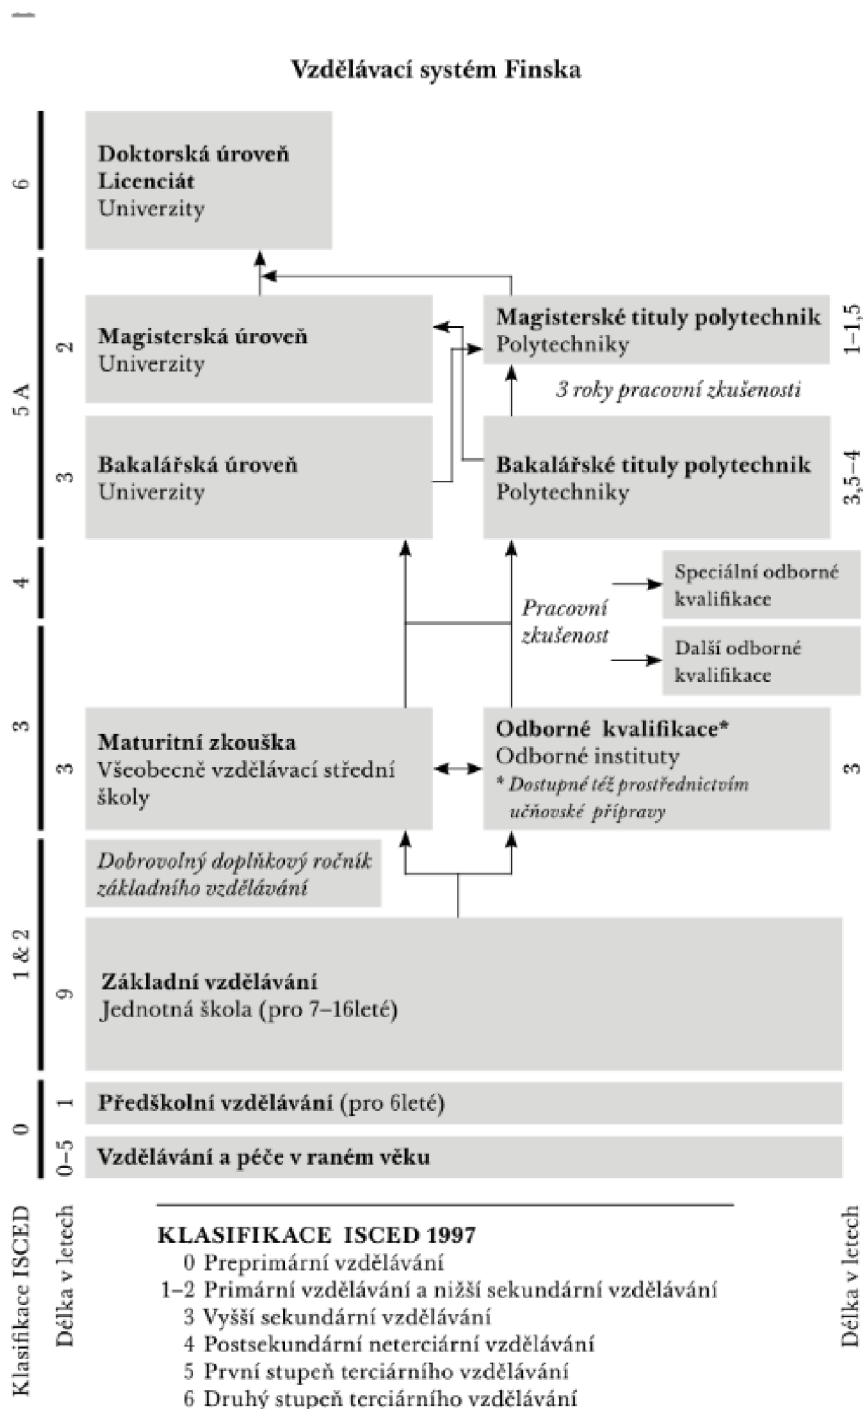 Vzdělávací systém Finska
6
Doktorská úroveň
Licenciát
Univerzity
5 A
2
Magisterská úroveň
Univerzity
Magisterské tituly polytechnik
Polytechniky
1–1,5
3 roky pracovní zkušenosti
3
Bakalářská úroveň
Univerzity
Bakalářské tituly polytechnik
Polytechniky
3,5–4
4
Pracovní
zkušenost
Speciální odborné
kvalifikace
Další odborné
kvalifikace
3
3
Maturitní zkouška
Všeobecně vzdělávací střední
školy
Odborné kvalifikace*
Odborné instituty
* Dostupné též prostřednictvím
učňovské přípravy
3
Dobrovolný doplňkový ročník
základního vzdělávání
1 & 2
9
Základní vzdělávání
Jednotná škola (pro 7–16leté)
0
1
Předškolní vzdělávání (pro 6leté)
0–5
Vzdělávání a péče v raném věku
Klasifikace ISCED
Délka v letech
Délka v letech
KLASIFIKACE ISCED 1997
0 Preprimární vzdělávání
1–2 Primární vzdělávání a nižší sekundární vzdělávání
3 Vyšší sekundární vzdělávání
4 Postsekundární neterciární vzdělávání
5 První stupeň terciárního vzdělávání
6 Druhý stupeň terciárního vzdělávání